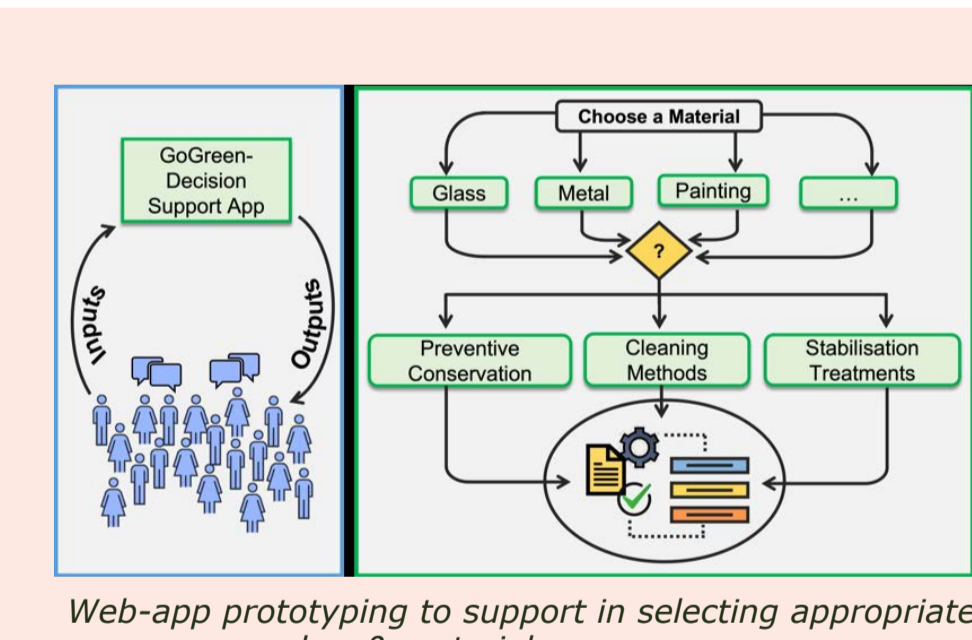 GoGreen-
Decision
Support App
Inputs
Outputs
Choose a Material
Glass
Metal
Painting
...
?
Preventive
Conservation
Cleaning
Methods
Stabilisation
Treatments
Web-app prototyping to support in selecting appropriate